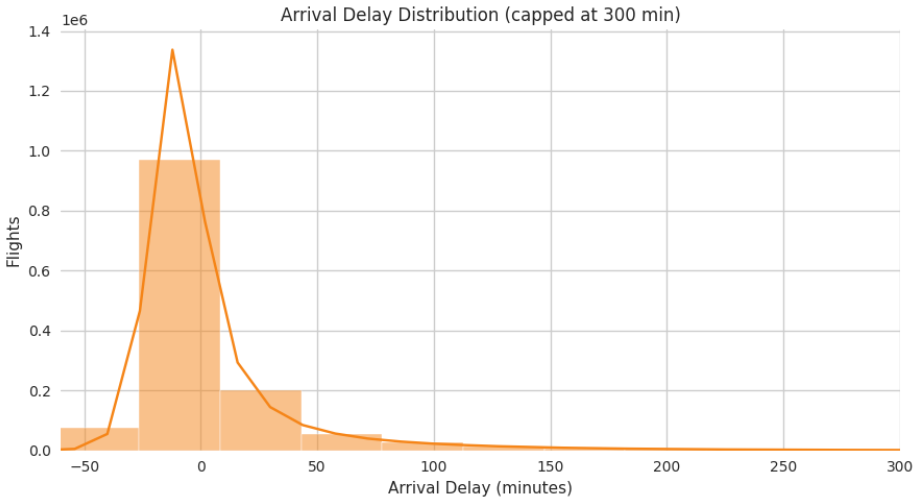 Arrival Delay Distribution (capped at 300 min)
1e6
1.4
1.2
1.0
0.8
0.6
0.4
0.2
0.0
Flights
−50 0 50 100 150 200 250 300
Arrival Delay (minutes)